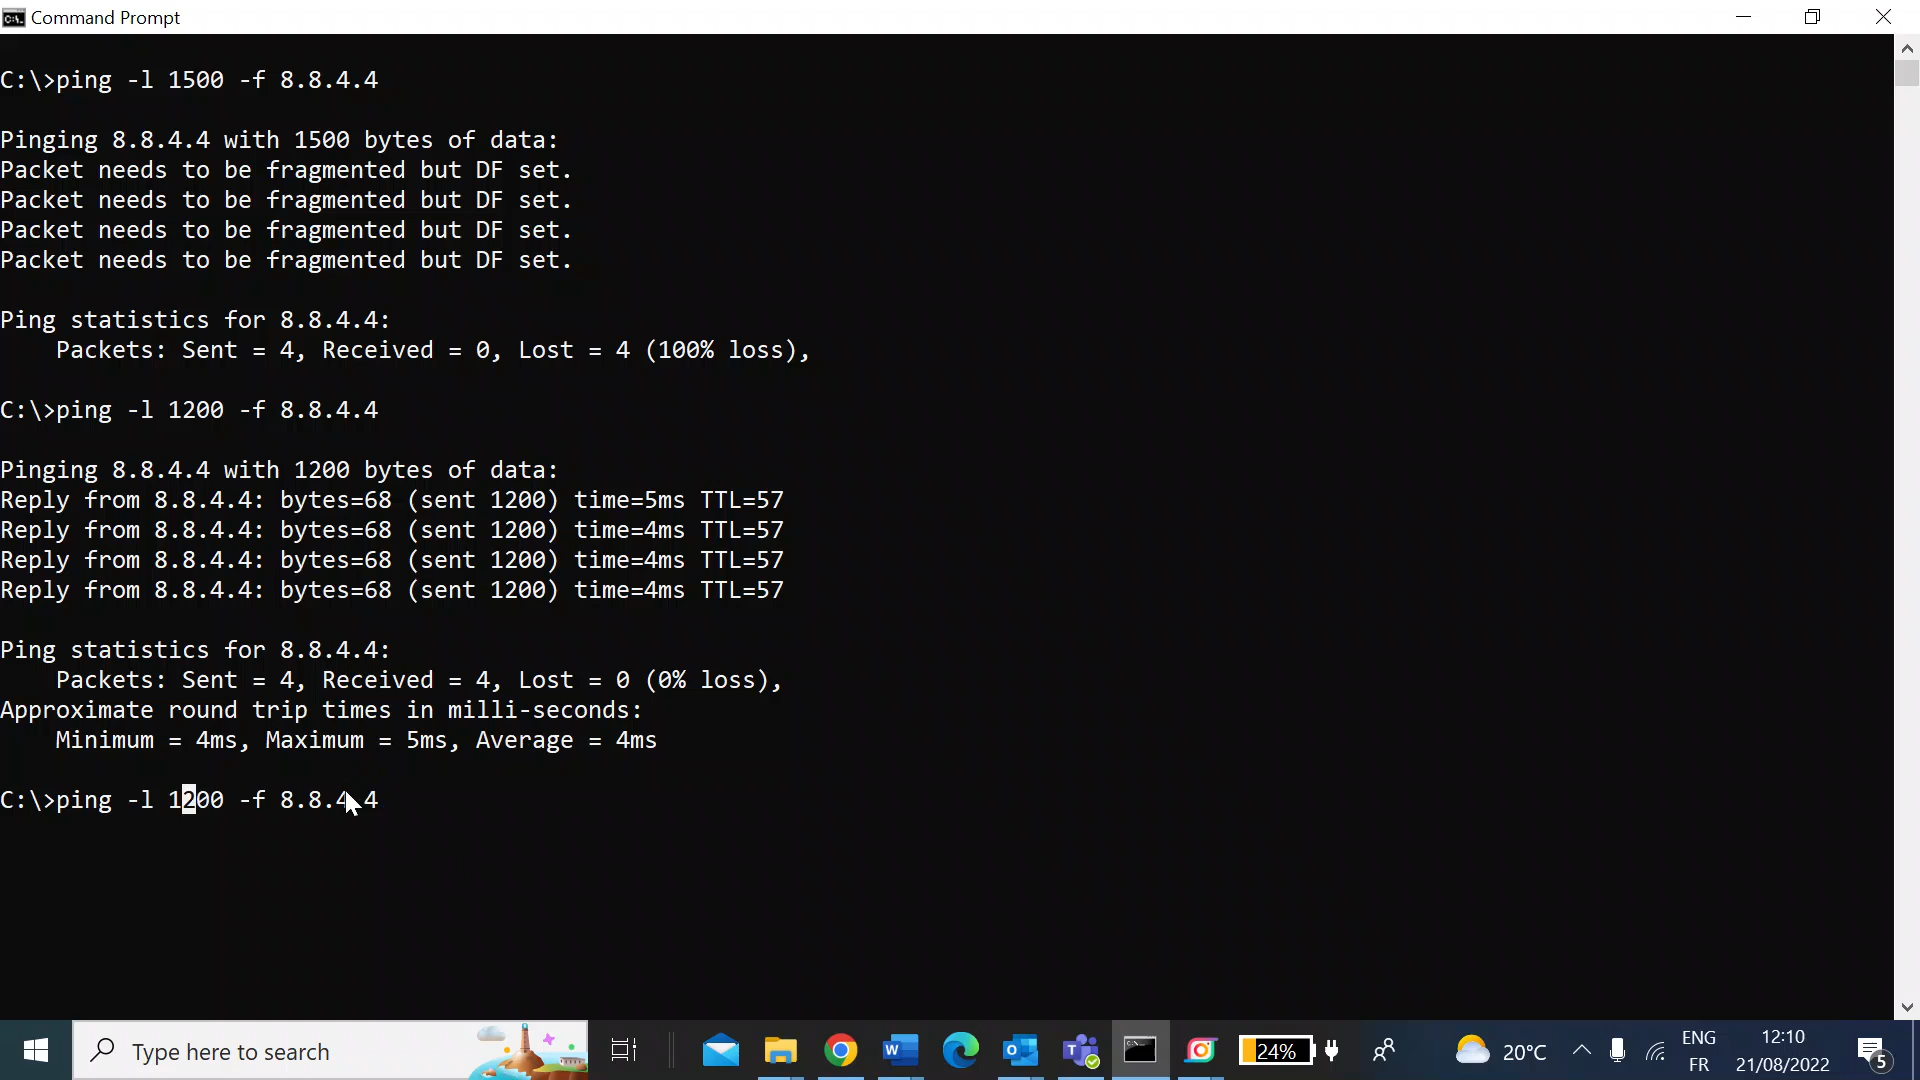 Command Prompt
C:\>ping -l 1500 -f 8.8.4.4
Pinging 8.8.4.4 with 1500 bytes of data:
Packet needs to be fragmented but DF set.
Packet needs to be fragmented but DF set.
Packet needs to be fragmented but DF set.
Packet needs to be fragmented but DF set.
Ping statistics for 8.8.4.4:
    Packets: Sent = 4, Received = 0, Lost = 4 (100% loss),
C:\>ping -l 1200 -f 8.8.4.4
Pinging 8.8.4.4 with 1200 bytes of data:
Reply from 8.8.4.4: bytes=68 (sent 1200) time=5ms TTL=57
Reply from 8.8.4.4: bytes=68 (sent 1200) time=4ms TTL=57
Reply from 8.8.4.4: bytes=68 (sent 1200) time=4ms TTL=57
Reply from 8.8.4.4: bytes=68 (sent 1200) time=4ms TTL=57
Ping statistics for 8.8.4.4:
    Packets: Sent = 4, Received = 4, Lost = 0 (0% loss),
Approximate round trip times in milli-seconds:
    Minimum = 4ms, Maximum = 5ms, Average = 4ms
C:\>ping -l 1200 -f 8.8.4.4
Type here to search
24%
20°C
ENG
FR
12:10
21/08/2022
5